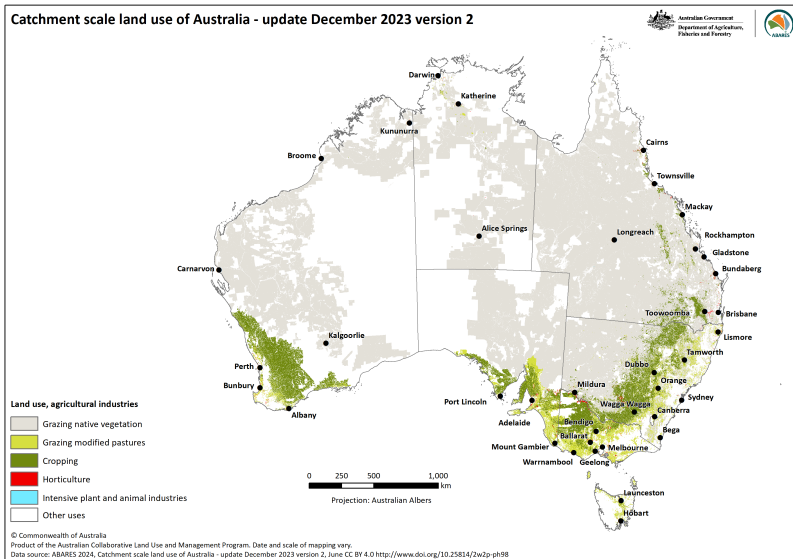 Catchment scale land use of Australia - update December 2023 version 2
Australian Government
Department of Agriculture,
Fisheries and Forestry
ABARES
Darwin
Katherine
Kununurra
Broome
Cairns
Townsville
Mackay
Alice Springs
Longreach
Rockhampton
Gladstone
Carnarvon
Bundaberg
Toowoomba
Brisbane
Lismore
Kalgoorlie
Tamworth
Perth
Dubbo
Bunbury
Mildura
Orange
Albany
Port Lincoln
Wagga Wagga
Sydney
Adelaide
Canberra
Bendigo
Bega
Ballarat
Mount Gambier
Melbourne
Warrnambool
Geelong
Launceston
Hobart
Land use, agricultural industries
Grazing native vegetation
Grazing modified pastures
Cropping
Horticulture
Intensive plant and animal industries
Other uses
0 250 500 1,000
km
Projection: Australian Albers
© Commonwealth of Australia
Product of the Australian Collaborative Land Use and Management Program. Date and scale of mapping vary.
Data source: ABARES 2024, Catchment scale land use of Australia - update December 2023 version 2, June CC BY 4.0 http://www.doi.org/10.25814/2w2p-ph98